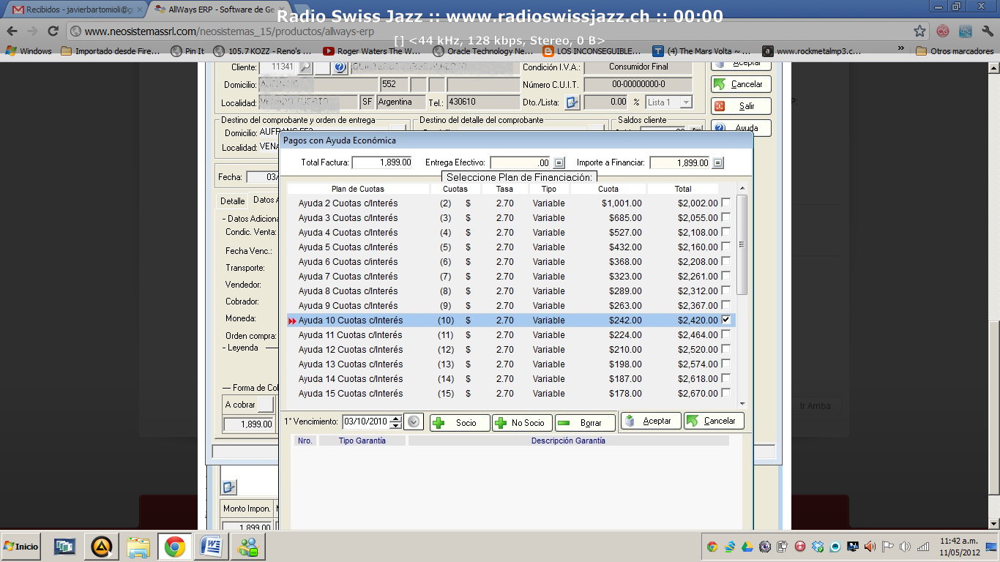 Recibidos - javierbartomioli@g
AllWays ERP - Software de Ge
Radio Swiss Jazz :: www.radioswissjazz.ch :: 00:00
www.neosistemassrl.com/neosistemas_15/productos/allways-erp
[] <44 kHz, 128 kbps, Stereo, 0 B>
Windows Importado desde Fire... Pin It 105.7 KOZZ - Reno's ... Roger Waters The W... Oracle Technology Ne... LOS INCONSEGUIBLE... (4) The Mars Volta ~ ... www.rockmetalmp3.c... » Otros marcadores
Cliente: 11341 Condición I.V.A.: Consumidor Final Aceptar
Domicilio: 552 Número C.U.I.T. 00-00000000-0 Cancelar
Localidad: SF Argentina Tel.: 430610 Dto./Lista: 0.00 % Lista 1 Salir
Destino del comprobante y orden de entrega Destino del detalle del comprobante Saldos cliente Ayuda
Domicilio:
Localidad: VENA
Pagos con Ayuda Económica
Total Factura: 1,899.00 Entrega Efectivo: .00 Importe a Financiar: 1,899.00
Fecha: 03/
Seleccione Plan de Financiación:
Plan de Cuotas Cuotas Tasa Tipo Cuota Total
Ayuda 2 Cuotas c/Interés (2) $ 2.70 Variable $1,001.00 $2,002.00
Ayuda 3 Cuotas c/Interés (3) $ 2.70 Variable $685.00 $2,055.00
Ayuda 4 Cuotas c/Interés (4) $ 2.70 Variable $527.00 $2,108.00
Ayuda 5 Cuotas c/Interés (5) $ 2.70 Variable $432.00 $2,160.00
Ayuda 6 Cuotas c/Interés (6) $ 2.70 Variable $368.00 $2,208.00
Ayuda 7 Cuotas c/Interés (7) $ 2.70 Variable $323.00 $2,261.00
Ayuda 8 Cuotas c/Interés (8) $ 2.70 Variable $289.00 $2,312.00
Ayuda 9 Cuotas c/Interés (9) $ 2.70 Variable $263.00 $2,367.00
Ayuda 10 Cuotas c/Interés (10) $ 2.70 Variable $242.00 $2,420.00
Ayuda 11 Cuotas c/Interés (11) $ 2.70 Variable $224.00 $2,464.00
Ayuda 12 Cuotas c/Interés (12) $ 2.70 Variable $210.00 $2,520.00
Ayuda 13 Cuotas c/Interés (13) $ 2.70 Variable $198.00 $2,574.00
Ayuda 14 Cuotas c/Interés (14) $ 2.70 Variable $187.00 $2,618.00
Ayuda 15 Cuotas c/Interés (15) $ 2.70 Variable $178.00 $2,670.00
Detalle Datos A
Datos Adiciona
Condic. Venta:
Fecha Venc.:
Transporte:
Vendedor:
Cobrador:
Moneda:
Orden compra:
Leyenda
Forma de Col
A cobrar
1,899.00
Ir Arriba
1° Vencimiento: 03/10/2010 Socio No Socio Borrar Aceptar Cancelar
Nro. Tipo Garantía Descripción Garantía
Monto Impon.
1,899.00
Inicio
11:42 a.m.
11/05/2012